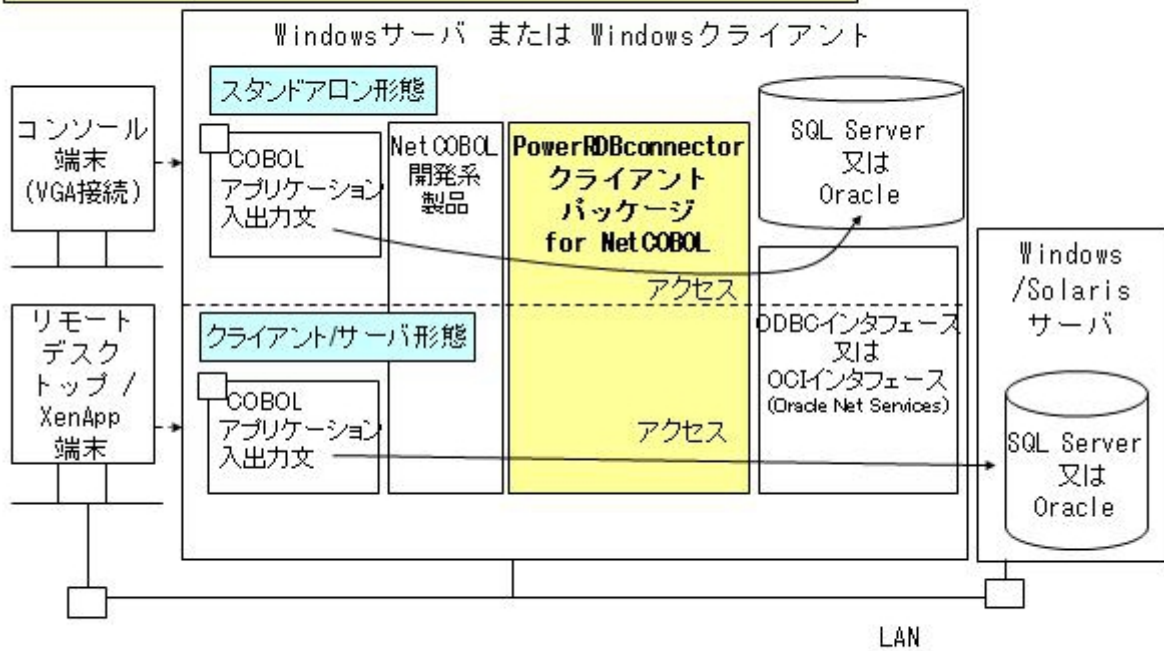 Windowsサーバ または Windowsクライアント
スタンドアロン形態
コンソール
端末
(VGA接続)
COBOL
アプリケーション
入出力文
NetCOBOL
開発系
製品
PowerRDBconnector
クライアント
パッケージ
for NetCOBOL
SQL Server
又は
Oracle
アクセス
Windows
/Solaris
サーバ
リモート
デスク
トップ /
XenApp
端末
クライアント/サーバ形態
COBOL
アプリケーション
入出力文
アクセス
ODBCインタフェース
又は
OCIインタフェース
(Oracle Net Services)
SQL Server
又は
Oracle
LAN